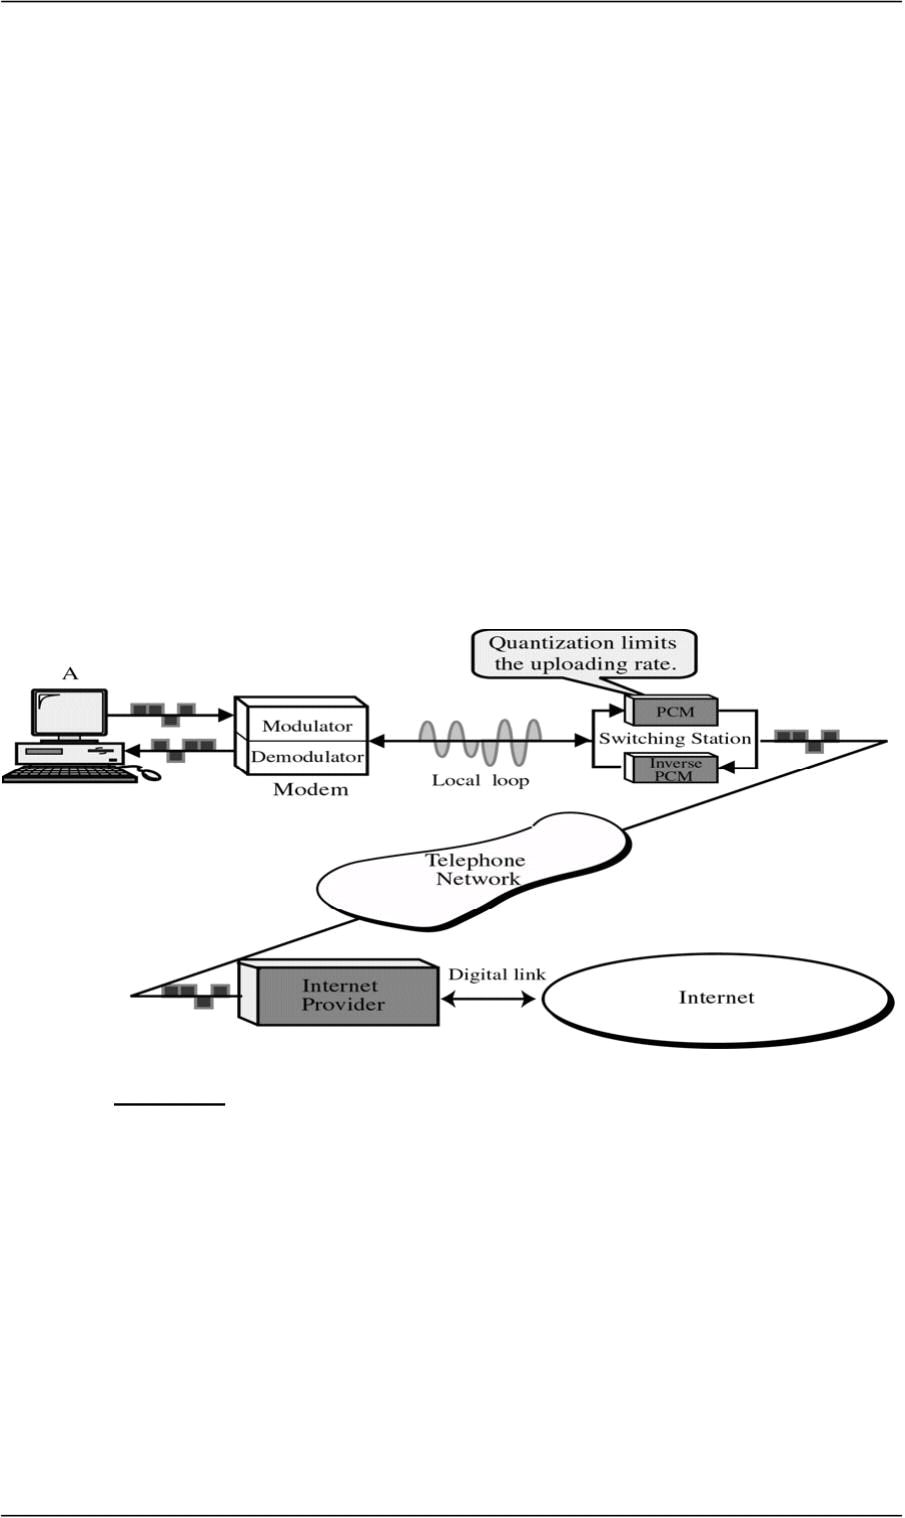 Quantization limits
the uploading rate.
A
Modulator
Demodulator
Modem
Local loop
PCM
Switching Station
Inverse
PCM
Telephone
Network
Internet
Provider
Digital link
Internet